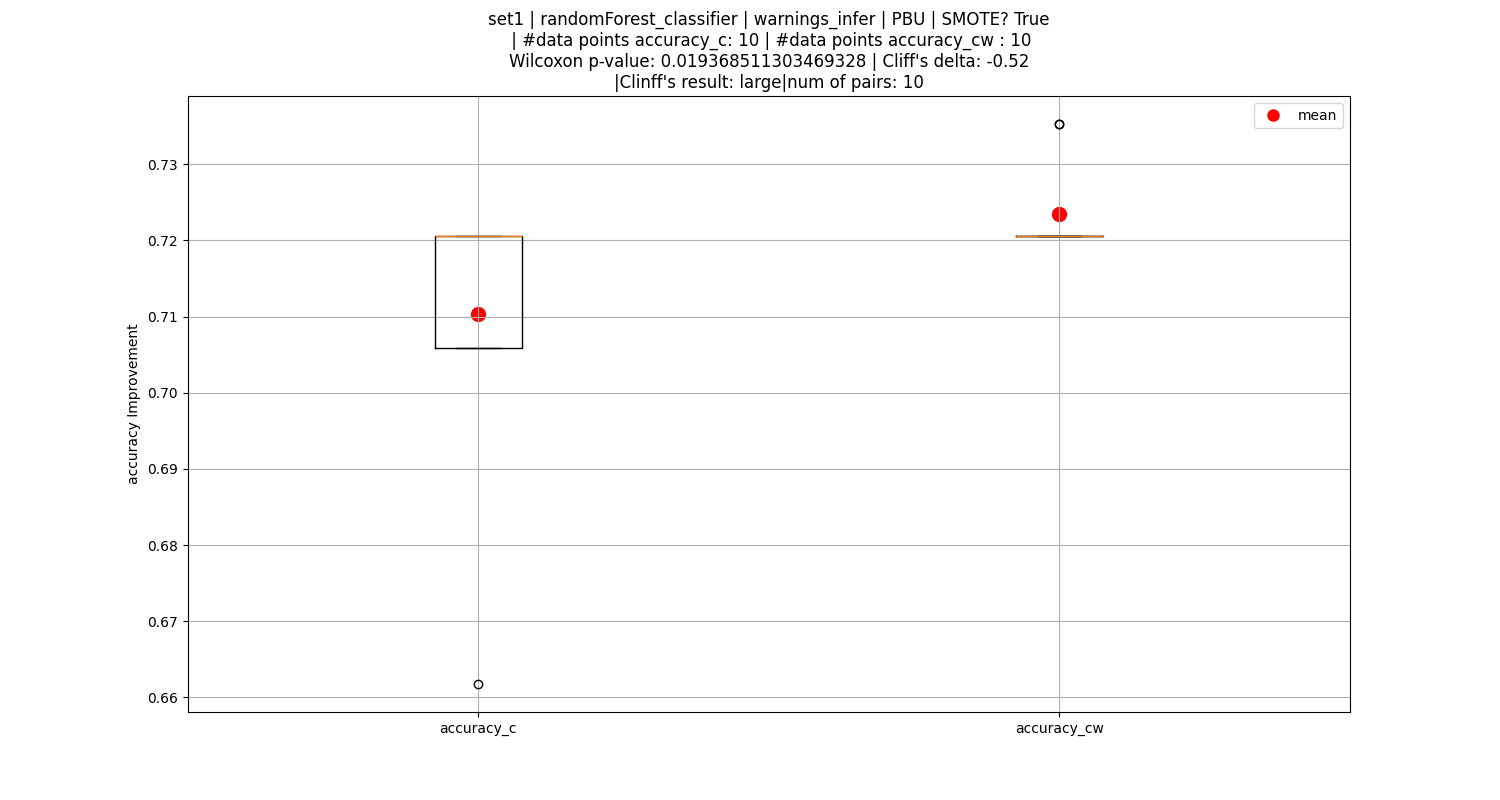 set1 | randomForest_classifier | warnings_infer | PBU | SMOTE? True
| #data points accuracy_c: 10 | #data points accuracy_cw : 10
Wilcoxon p-value: 0.019368511303469328 | Cliff's delta: -0.52
|Clinff's result: large|num of pairs: 10
mean
0.73
0.72
0.71
0.70
0.69
0.68
0.67
0.66
accuracy Improvement
accuracy_c
accuracy_cw